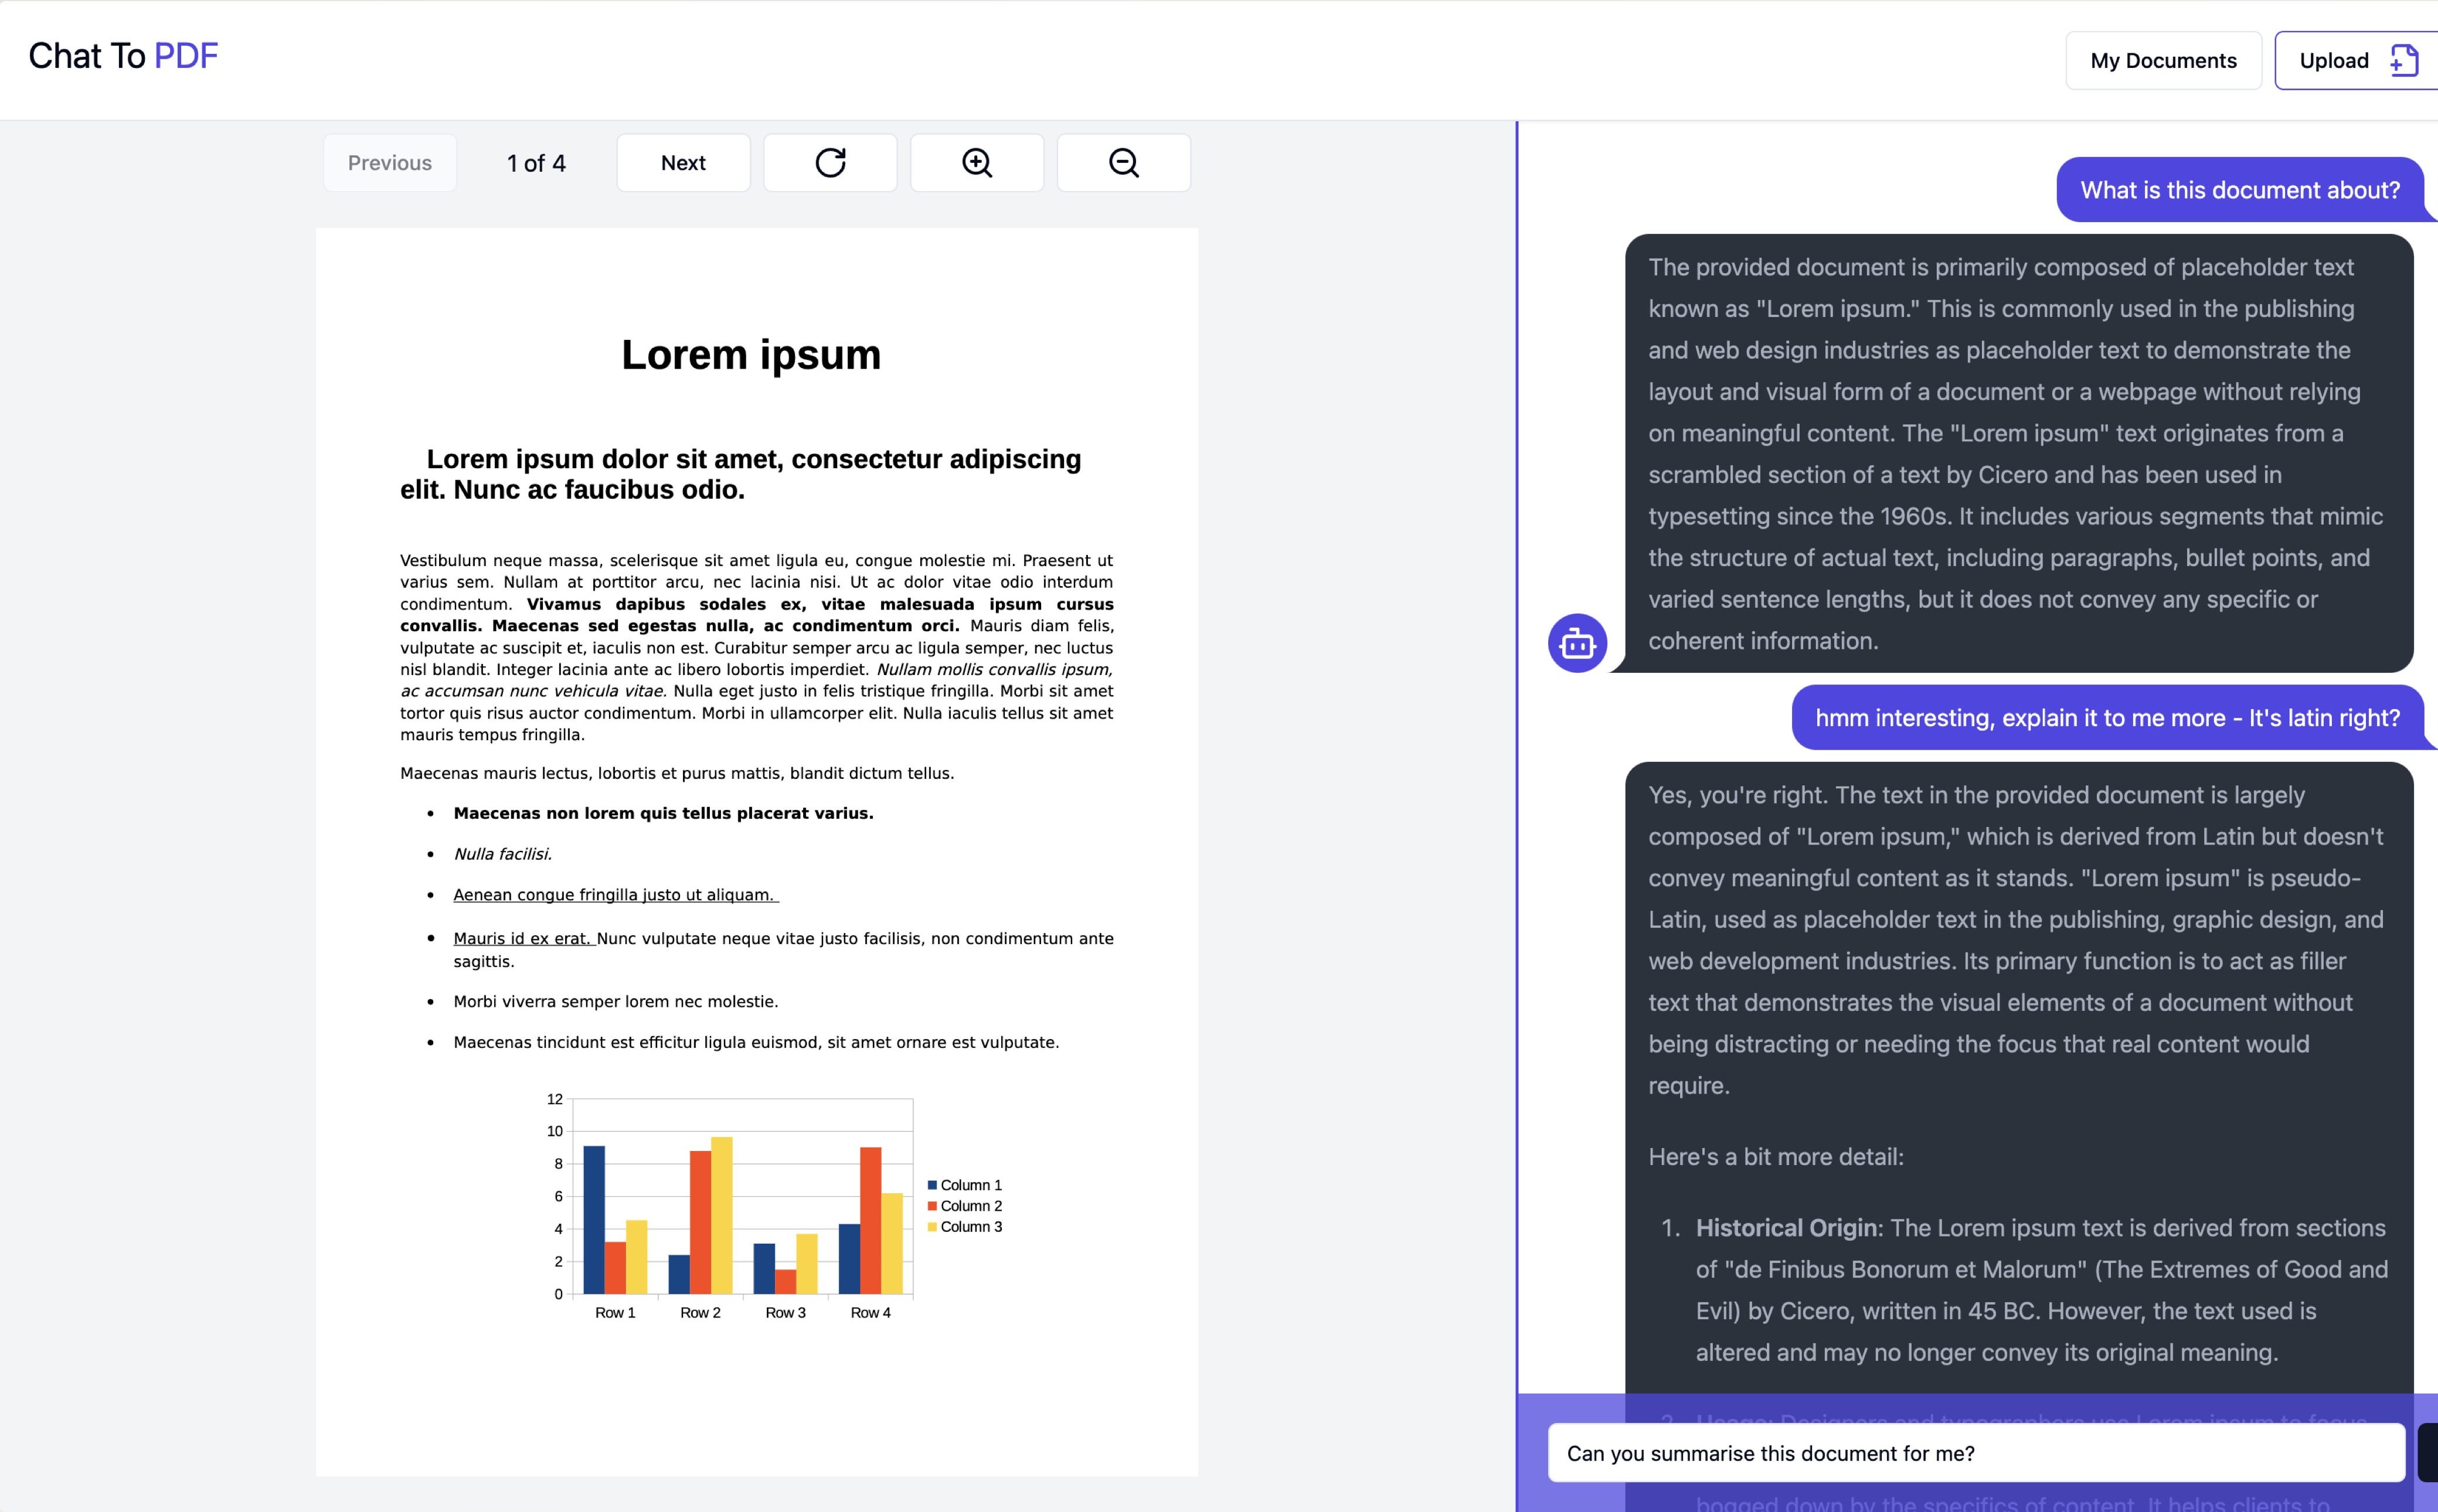 Chat To PDF
My Documents
Upload
Previous
1 of 4
Next
Lorem ipsum
Lorem ipsum dolor sit amet, consectetur adipiscing
elit. Nunc ac faucibus odio.
Vestibulum neque massa, scelerisque sit amet ligula eu, congue molestie mi. Praesent ut
varius sem. Nullam at porttitor arcu, nec lacinia nisi. Ut ac dolor vitae odio interdum
condimentum. Vivamus dapibus sodales ex, vitae malesuada ipsum cursus
convallis. Maecenas sed egestas nulla, ac condimentum orci. Mauris diam felis,
vulputate ac suscipit et, iaculis non est. Curabitur semper arcu ac ligula semper, nec luctus
nisl blandit. Integer lacinia ante ac libero lobortis imperdiet. Nullam mollis convallis ipsum,
ac accumsan nunc vehicula vitae. Nulla eget justo in felis tristique fringilla. Morbi sit amet
tortor quis risus auctor condimentum. Morbi in ullamcorper elit. Nulla iaculis tellus sit amet
mauris tempus fringilla.
Maecenas mauris lectus, lobortis et purus mattis, blandit dictum tellus.
• Maecenas non lorem quis tellus placerat varius.
• Nulla facilisi.
• Aenean congue fringilla justo ut aliquam.
• Mauris id ex erat. Nunc vulputate neque vitae justo facilisis, non condimentum ante
sagittis.
• Morbi viverra semper lorem nec molestie.
• Maecenas tincidunt est efficitur ligula euismod, sit amet ornare est vulputate.
12
10
8
6
4
2
0
Row 1
Row 2
Row 3
Row 4
Column 1
Column 2
Column 3
What is this document about?
The provided document is primarily composed of placeholder text
known as "Lorem ipsum." This is commonly used in the publishing
and web design industries as placeholder text to demonstrate the
layout and visual form of a document or a webpage without relying
on meaningful content. The "Lorem ipsum" text originates from a
scrambled section of a text by Cicero and has been used in
typesetting since the 1960s. It includes various segments that mimic
the structure of actual text, including paragraphs, bullet points, and
varied sentence lengths, but it does not convey any specific or
coherent information.
hmm interesting, explain it to me more - It's latin right?
Yes, you're right. The text in the provided document is largely
composed of "Lorem ipsum," which is derived from Latin but doesn't
convey meaningful content as it stands. "Lorem ipsum" is pseudo-
Latin, used as placeholder text in the publishing, graphic design, and
web development industries. Its primary function is to act as filler
text that demonstrates the visual elements of a document without
being distracting or needing the focus that real content would
require.
Here's a bit more detail:
1. Historical Origin: The Lorem ipsum text is derived from sections
of "de Finibus Bonorum et Malorum" (The Extremes of Good and
Evil) by Cicero, written in 45 BC. However, the text used is
altered and may no longer convey its original meaning.
2. Usage: Designers and typographers use Lorem ipsum to focus
Can you summarise this document for me?
bogged down by the specifics of content. It helps clients to